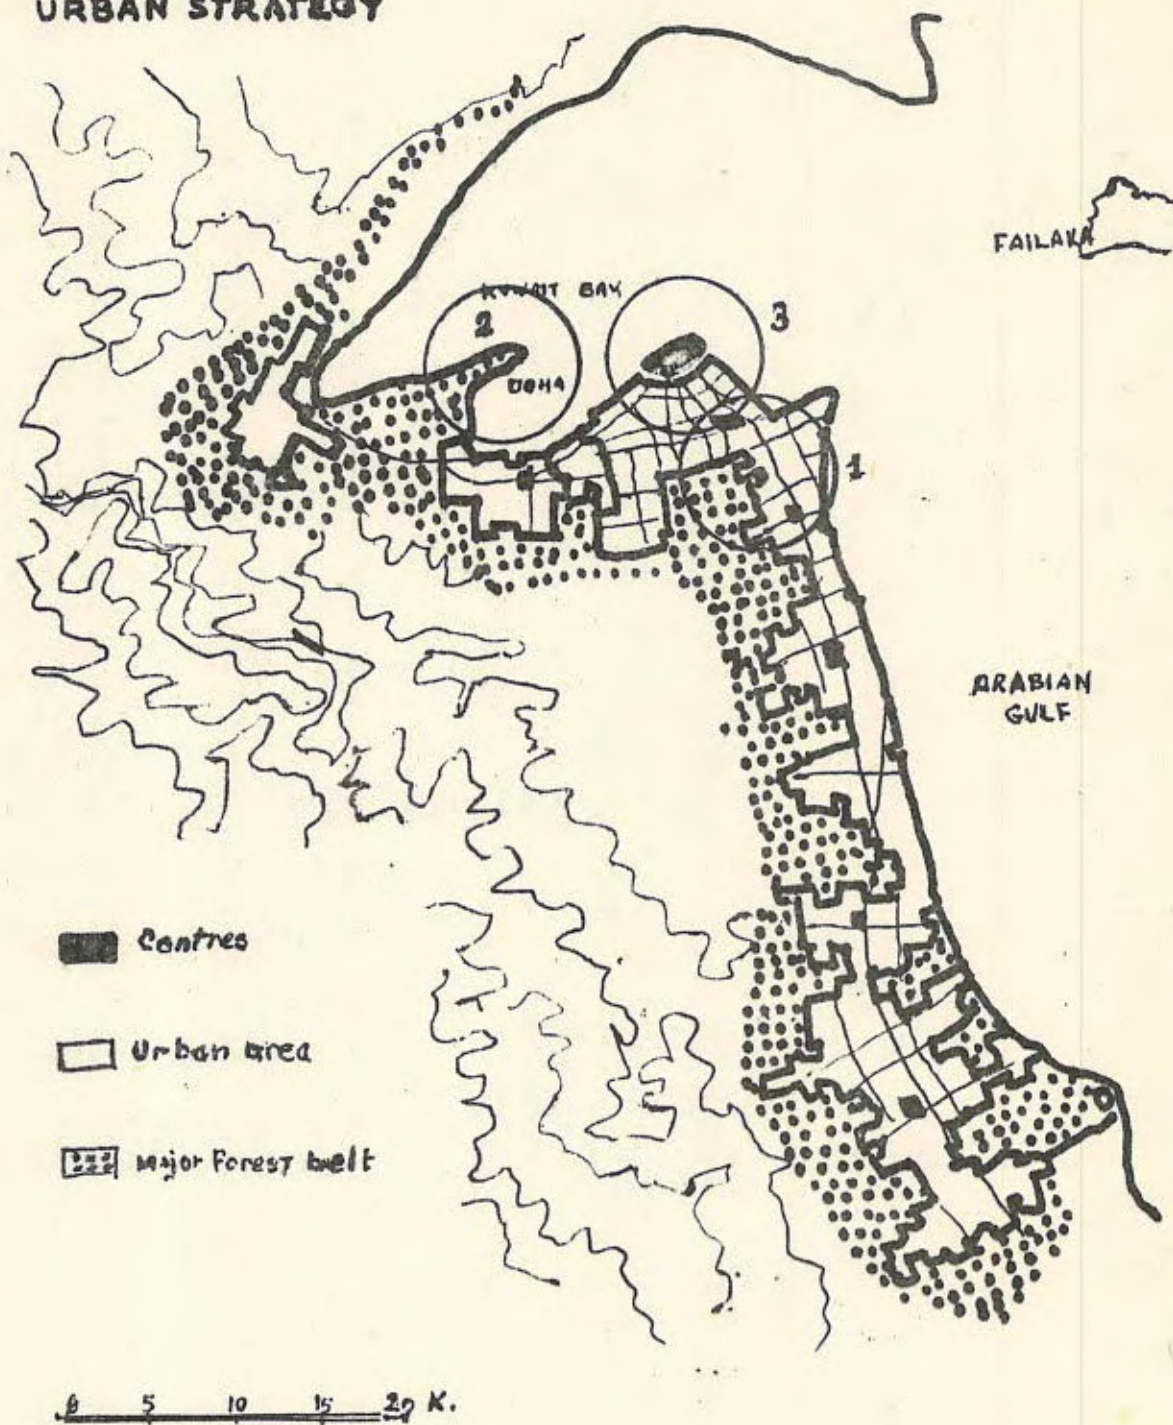 URBAN STRATEGY
FAILAKA
KUWAIT BAY
2
3
DOHA
1
ARABIAN
GULF
Centres
Urban area
Major Forest belt
0 5 10 15 20 K.